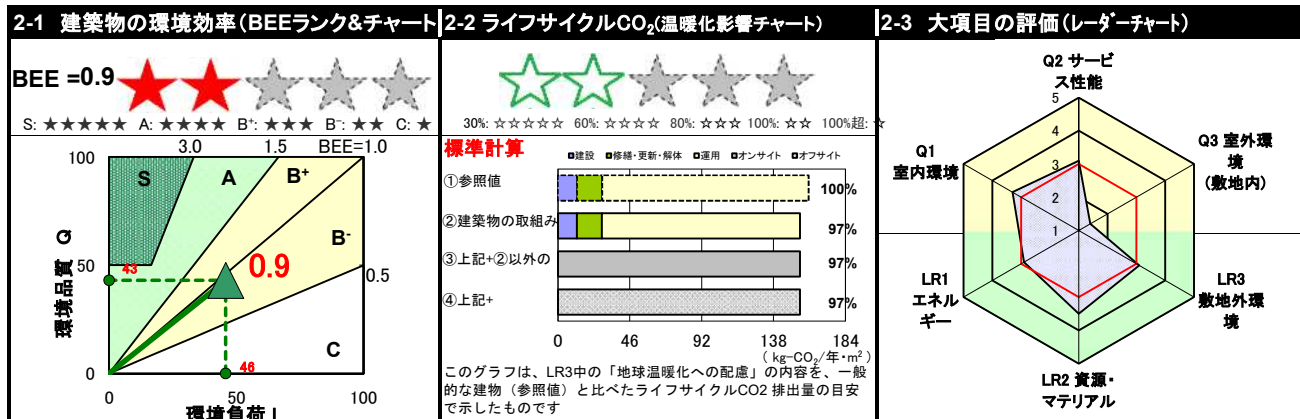 2-1 建築物の環境効率(BEEランク&チャート
BEE =0.9
S: ★★★★★ A: ★★★★ B+: ★★★ B-: ★★ C: ★
3.0 1.5 BEE=1.0
100
S
A
B+
B-
0.9
0.5
50
43
C
46
0
0 50 100
環境品質 Q
環境負荷 L
2-2 ライフサイクルCO2(温暖化影響チャート)
30%: ☆☆☆☆☆ 60%: ☆☆☆☆ 80%: ☆☆☆ 100%: ☆☆ 100%超: ☆
標準計算
■建設 ■修繕・更新・解体 ■運用 ■オンサイト ■オフサイト
①参照値 100%
②建築物の取組み 97%
③上記+②以外の 97%
④上記+ 97%
0 46 92 138 184
( kg-CO2/年・m2 )
このグラフは、LR3中の「地球温暖化への配慮」の内容を、一般
的な建物(参照値)と比べたライフサイクルCO2 排出量の目安
で示したものです
2-3 大項目の評価(レーダーチャート)
Q2 サービ
ス性能
5
4
3
2
1
Q1
室内環境
Q3 室外環
境
(敷地内)
LR1
エネル
ギー
LR3
敷地外環
境
LR2 資源・
マテリアル